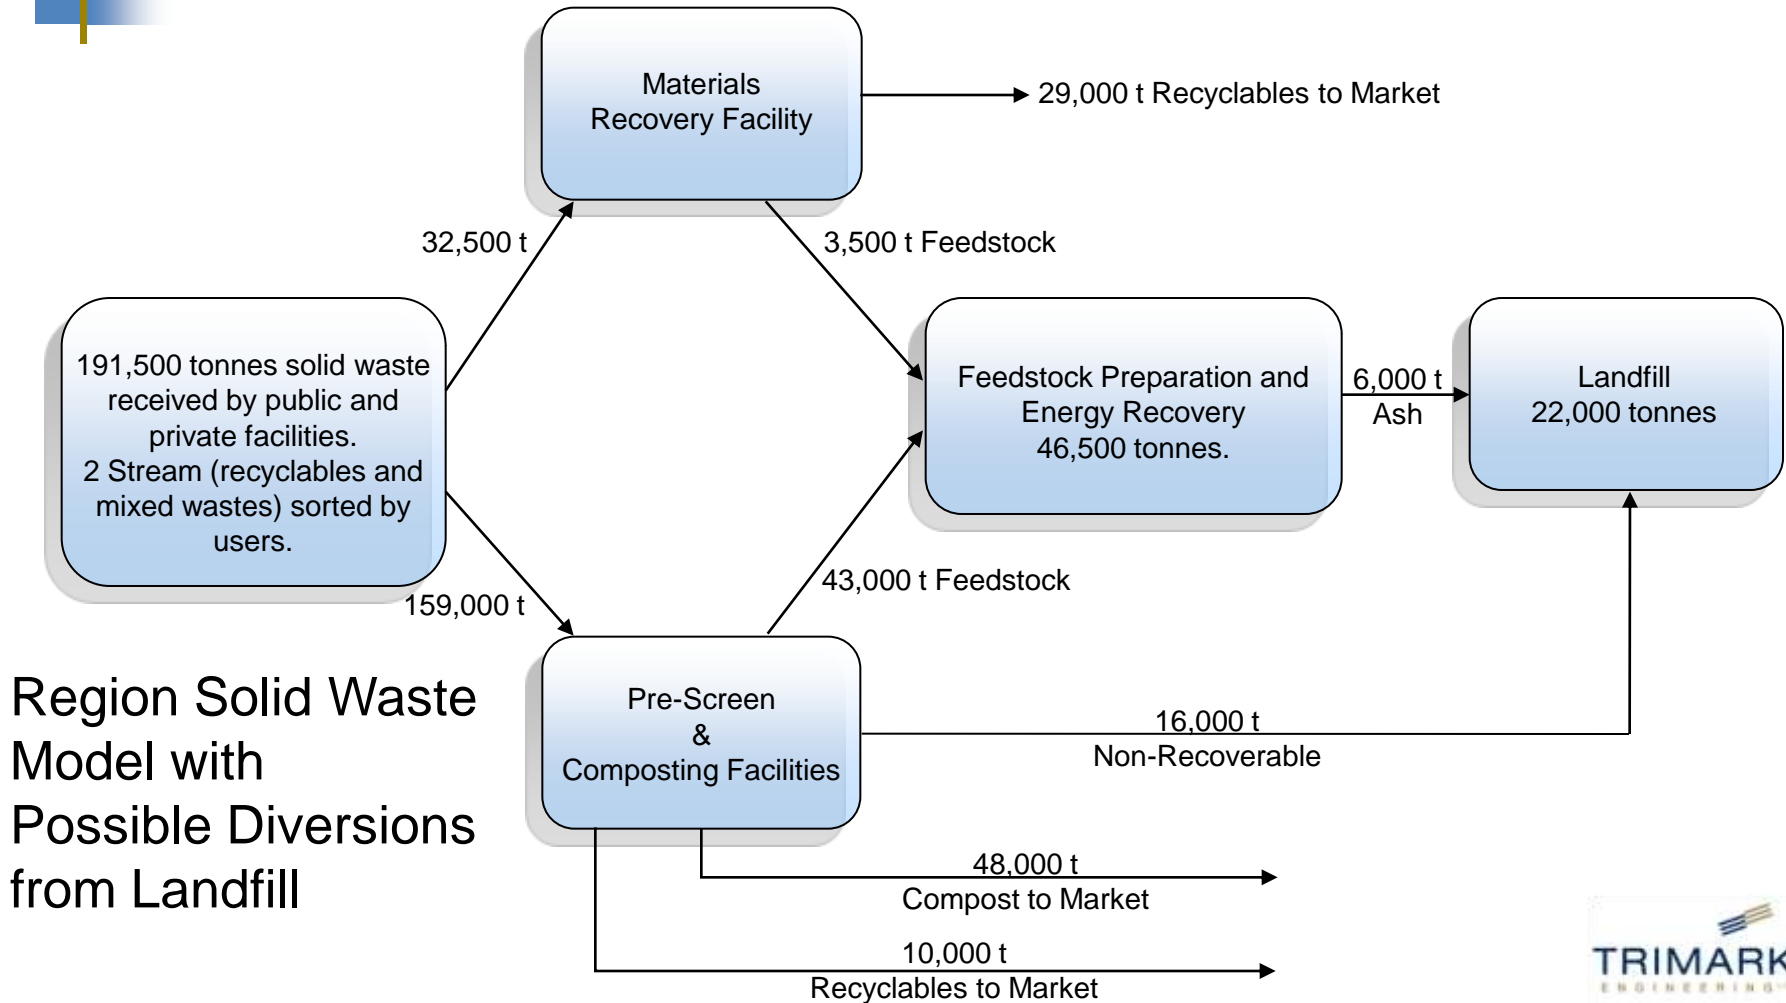 Materials
Recovery Facility
29,000 t Recyclables to Market
32,500 t
3,500 t Feedstock
191,500 tonnes solid waste
received by public and
private facilities.
2 Stream (recyclables and
mixed wastes) sorted by
users.
Feedstock Preparation and
Energy Recovery
46,500 tonnes.
6,000 t
Ash
Landfill
22,000 tonnes
159,000 t
43,000 t Feedstock
Pre-Screen
&
Composting Facilities
16,000 t
Non-Recoverable
48,000 t
Compost to Market
10,000 t
Recyclables to Market
Region Solid Waste
Model with
Possible Diversions
from Landfill
TRIMARK
ENGINEERING